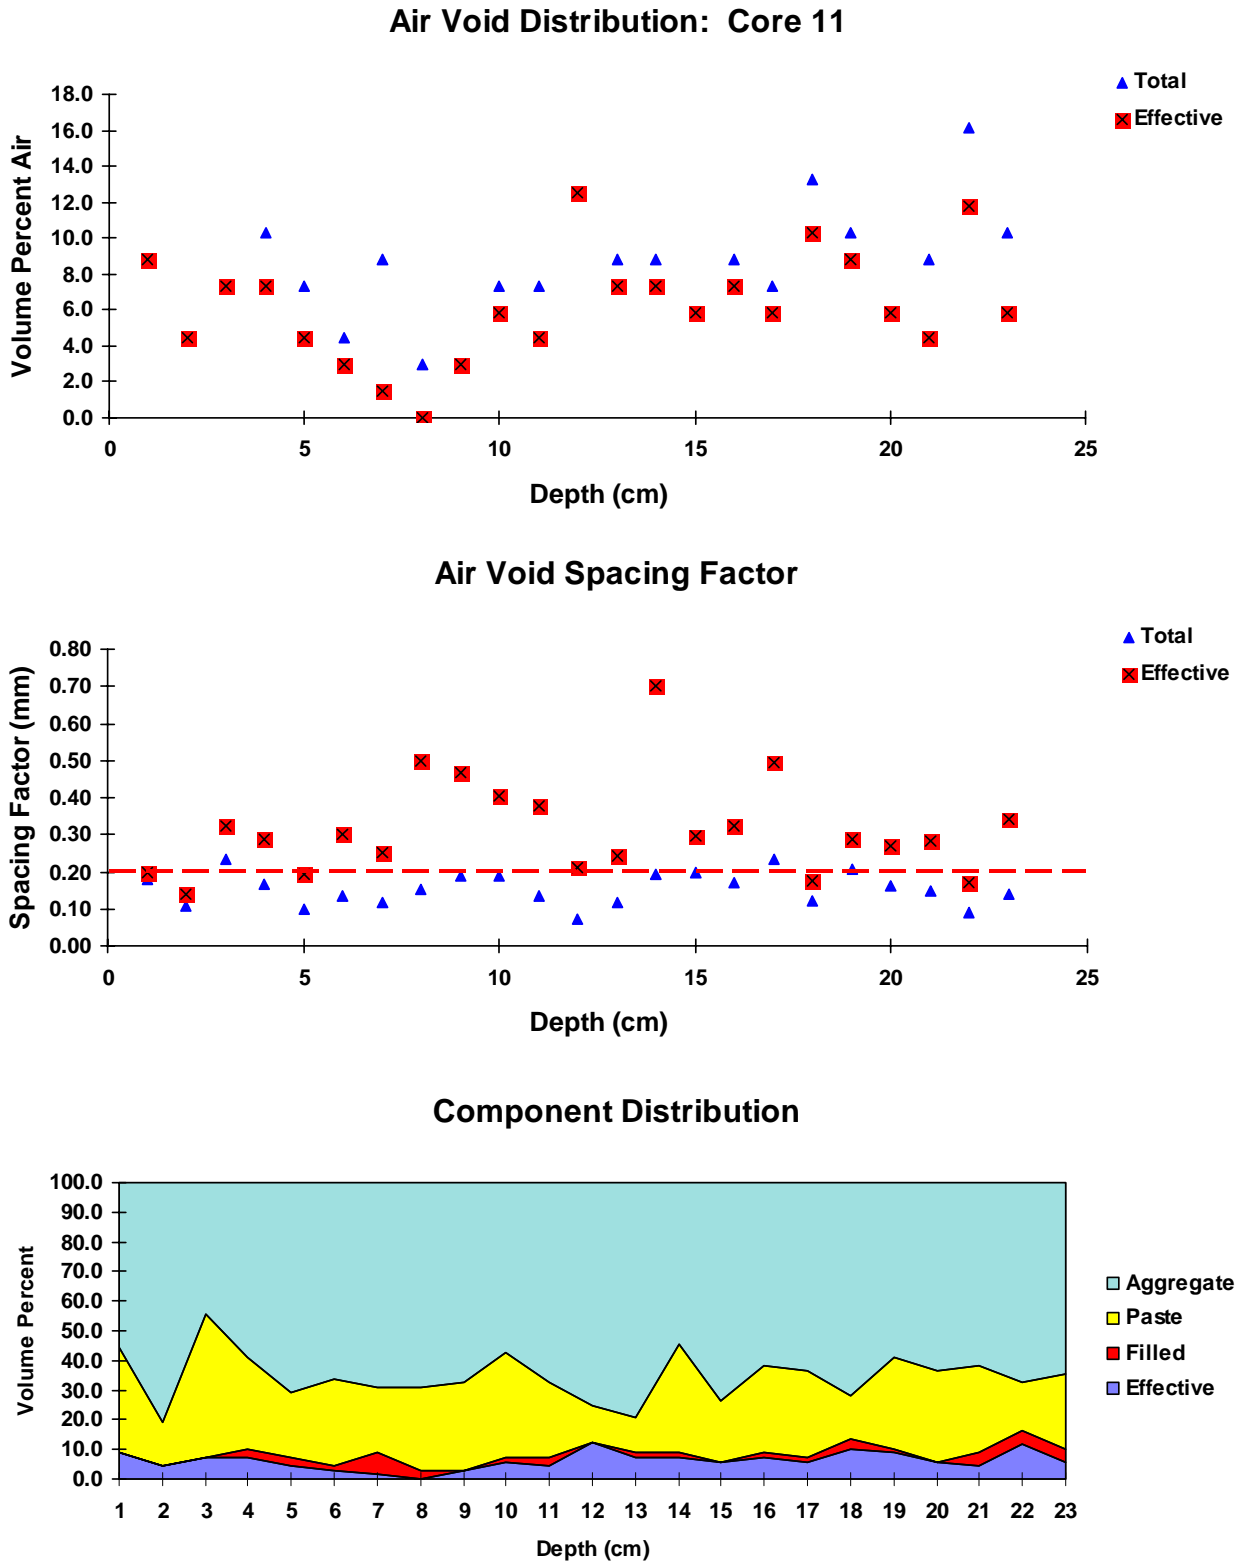 Air Void Distribution:  Core 11
Total
Effective
18.0
16.0
14.0
12.0
10.0
8.0
6.0
4.0
2.0
0.0
Volume Percent Air
0 5 10 15 20 25
Depth (cm)
Air Void Spacing Factor
Total
Effective
0.80
0.70
0.60
0.50
0.40
0.30
0.20
0.10
0.00
Spacing Factor (mm)
0 5 10 15 20 25
Depth (cm)
Component Distribution
100.0
90.0
80.0
70.0
60.0
50.0
40.0
30.0
20.0
10.0
0.0
Volume Percent
Aggregate
Paste
Filled
Effective
1 2 3 4 5 6 7 8 9 10 11 12 13 14 15 16 17 18 19 20 21 22 23
Depth (cm)